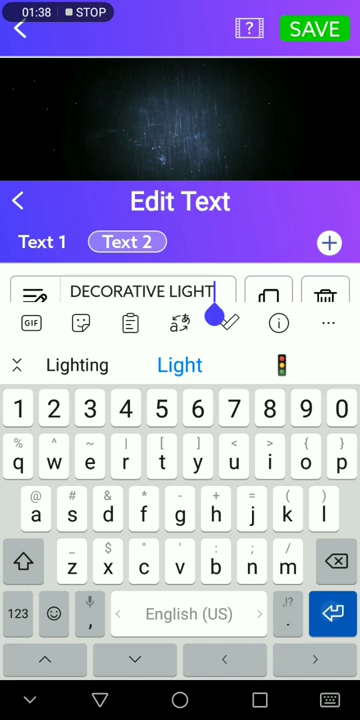 01:38 STOP
? SAVE
Edit Text
Text 1 Text 2 +
DECORATIVE LIGHT
GIF
Lighting Light
1 2 3 4 5 6 7 8 9 0
% ^ ~ | [ ] < > { }
q w e r t y u i o p
@ # & * - + = ( )
a s d f g h j k l
_ $ " ' : ; /
z x c v b n m
123 , English (US) ,!? .